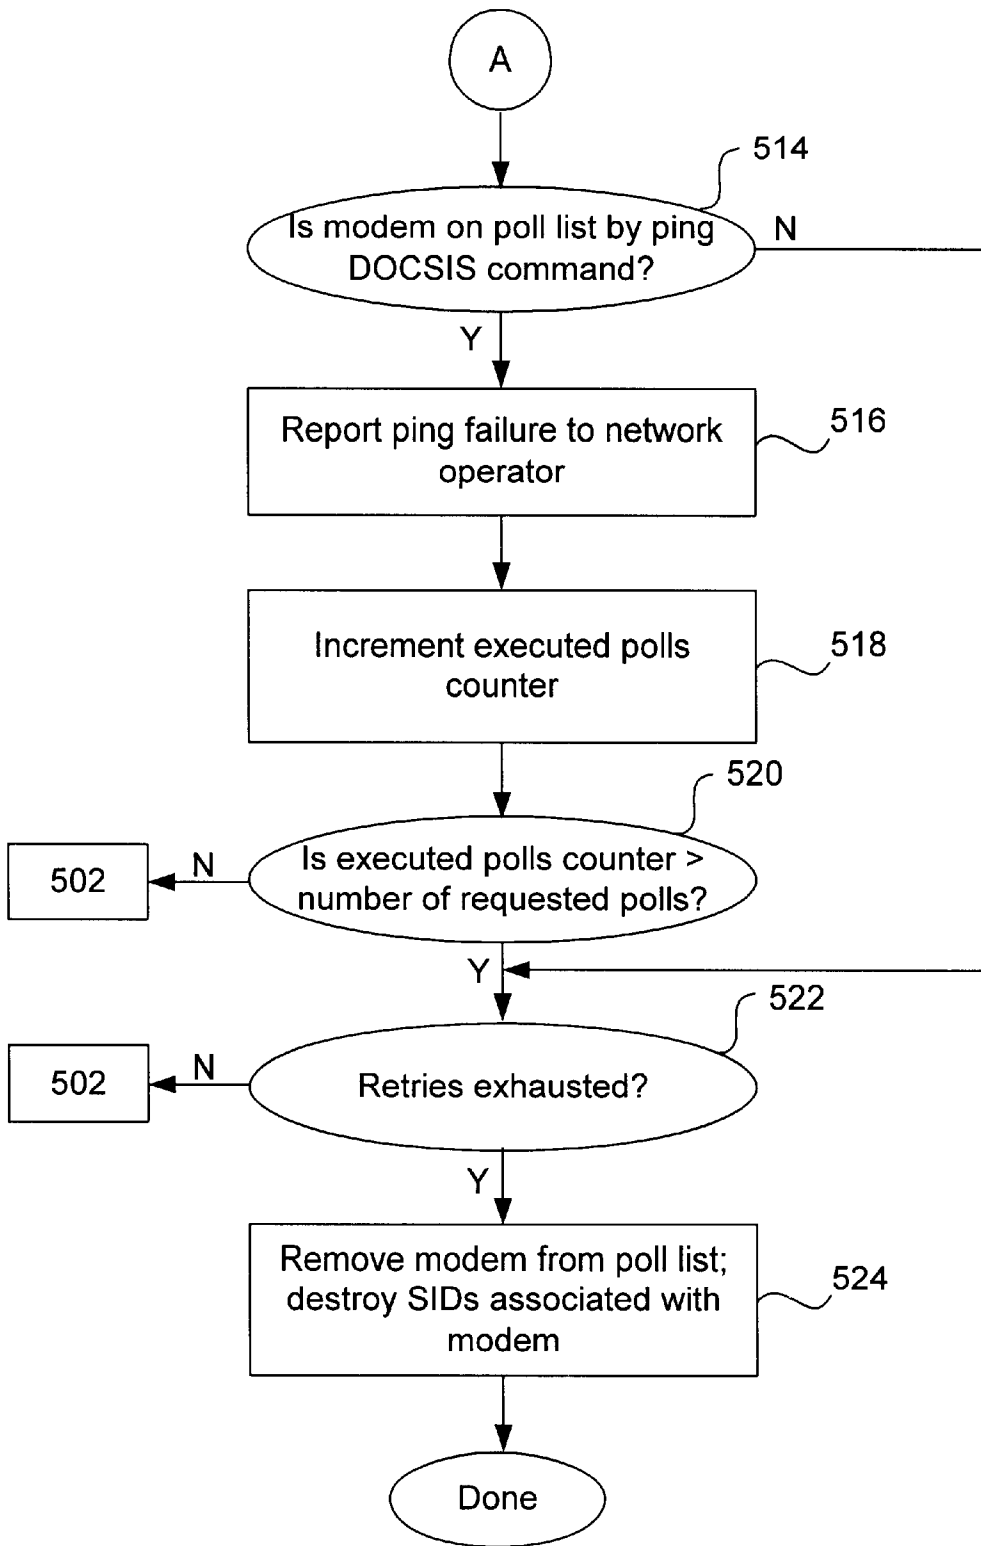 A
514
Is modem on poll list by ping
DOCSIS command?
N
Y
Report ping failure to network
operator
516
Increment executed polls
counter
518
520
Is executed polls counter >
number of requested polls?
N
502
Y
522
Retries exhausted?
N
502
Y
Remove modem from poll list;
destroy SIDs associated with
modem
524
Done